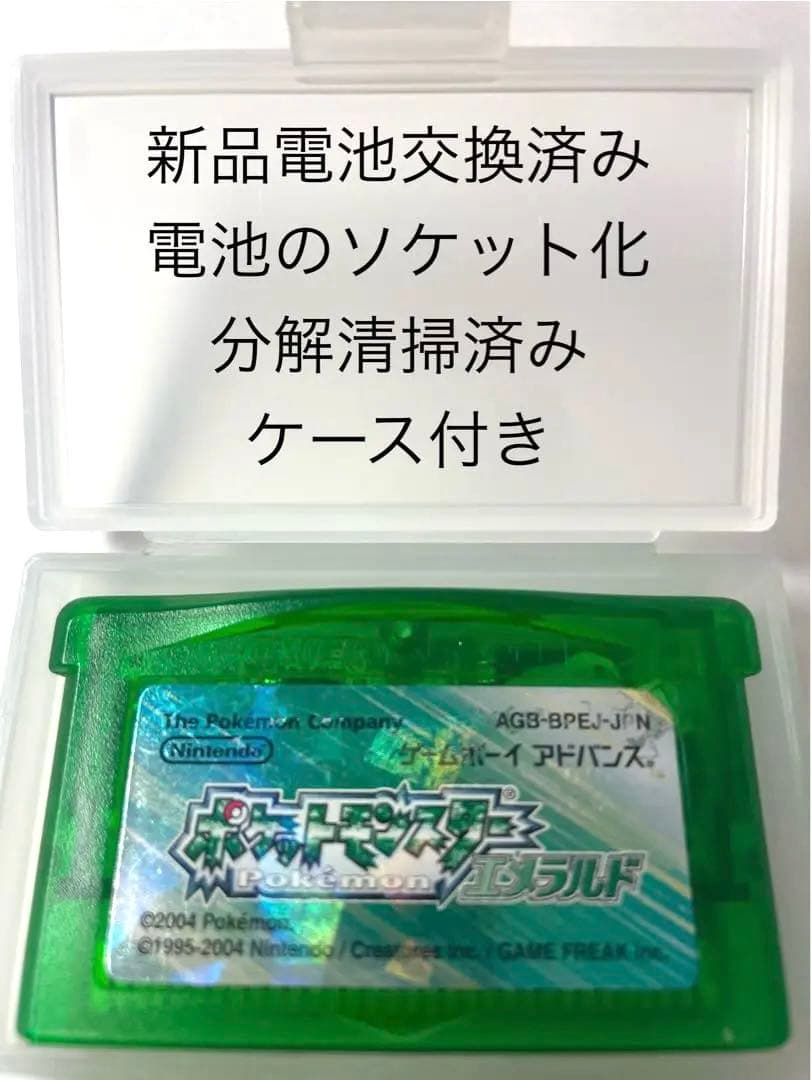 新品電池交換済み
電池のソケット化
分解清掃済み
ケース付き
The Pokémon Company
AGB-BPEJ-JPN
Nintendo
ゲームボーイ アドバンス®
ポケットモンスター®
Pokémon
エメラルド
©2004 Pokémon.
©1995-2004 Nintendo / Creatures inc. / GAME FREAK inc.